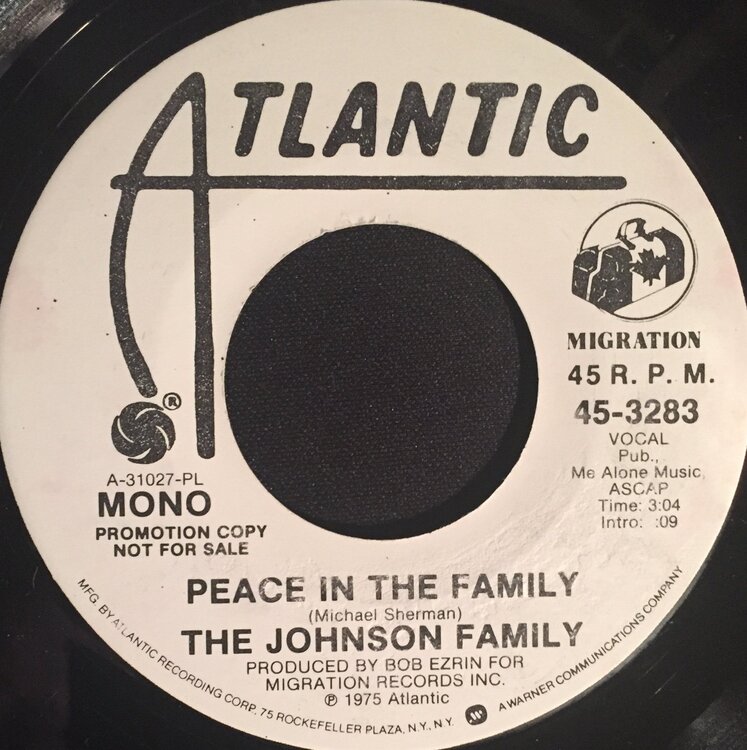 ATLANTIC
®
MIGRATION
45 R. P. M.
45-3283
VOCAL
Pub.,
Me Alone Music,
ASCAP
Time: 3:04
Intro: :09
A-31027-PL
MONO
PROMOTION COPY
NOT FOR SALE
PEACE IN THE FAMILY
(Michael Sherman)
THE JOHNSON FAMILY
PRODUCED BY BOB EZRIN FOR
MIGRATION RECORDS INC.
℗ 1975 Atlantic
MFG. BY ATLANTIC RECORDING CORP. 75 ROCKEFELLER PLAZA, N.Y., N.Y. A WARNER COMMUNICATIONS COMPANY